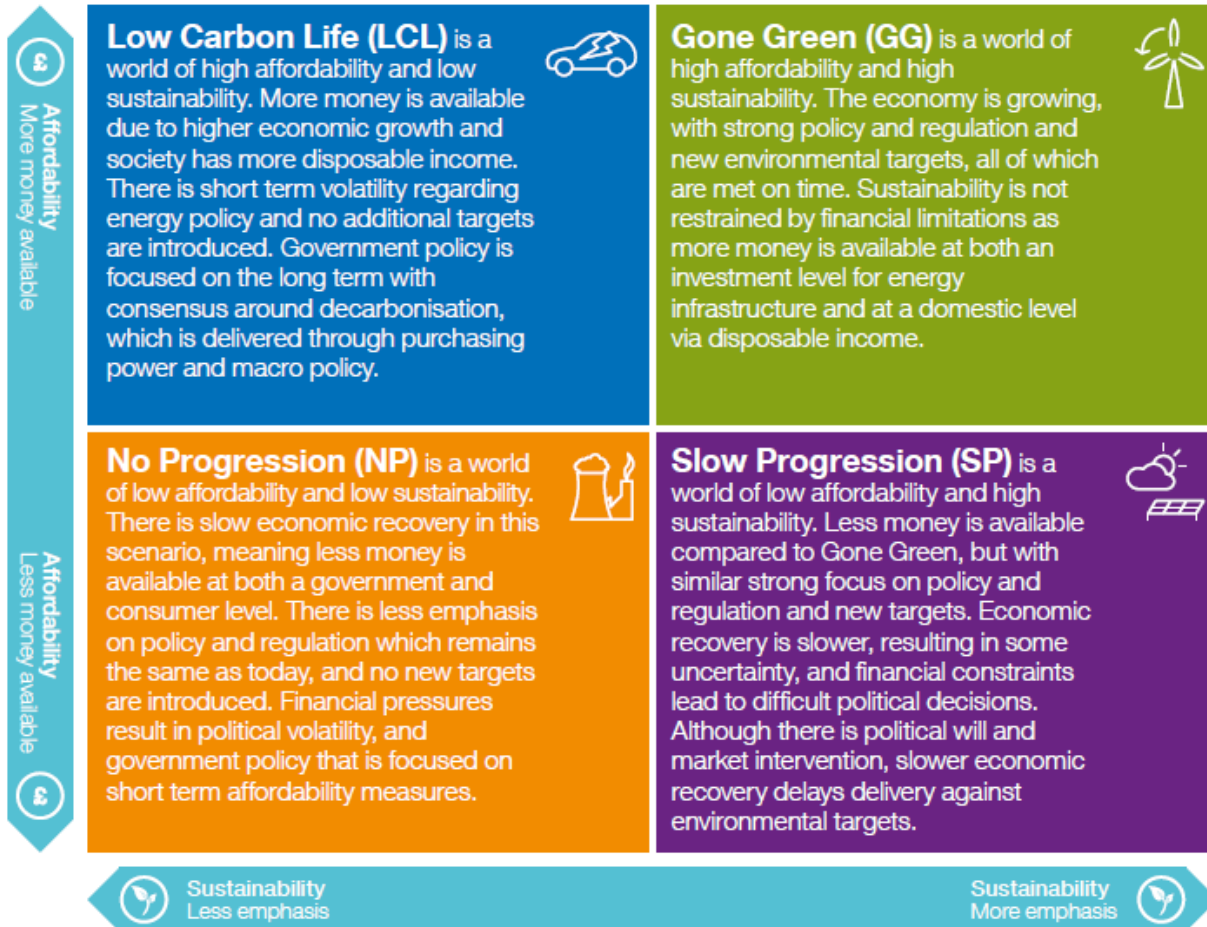 £
Affordability
More money available
Affordability
Less money available
£
Low Carbon Life (LCL) is a
world of high affordability and low
sustainability. More money is available
due to higher economic growth and
society has more disposable income.
There is short term volatility regarding
energy policy and no additional targets
are introduced. Government policy is
focused on the long term with
consensus around decarbonisation,
which is delivered through purchasing
power and macro policy.
Gone Green (GG) is a world of
high affordability and high
sustainability. The economy is growing,
with strong policy and regulation and
new environmental targets, all of which
are met on time. Sustainability is not
restrained by financial limitations as
more money is available at both an
investment level for energy
infrastructure and at a domestic level
via disposable income.
No Progression (NP) is a world
of low affordability and low sustainability.
There is slow economic recovery in this
scenario, meaning less money is
available at both a government and
consumer level. There is less emphasis
on policy and regulation which remains
the same as today, and no new targets
are introduced. Financial pressures
result in political volatility, and
government policy that is focused on
short term affordability measures.
Slow Progression (SP) is a
world of low affordability and high
sustainability. Less money is available
compared to Gone Green, but with
similar strong focus on policy and
regulation and new targets. Economic
recovery is slower, resulting in some
uncertainty, and financial constraints
lead to difficult political decisions.
Although there is political will and
market intervention, slower economic
recovery delays delivery against
environmental targets.
Sustainability
Less emphasis
Sustainability
More emphasis